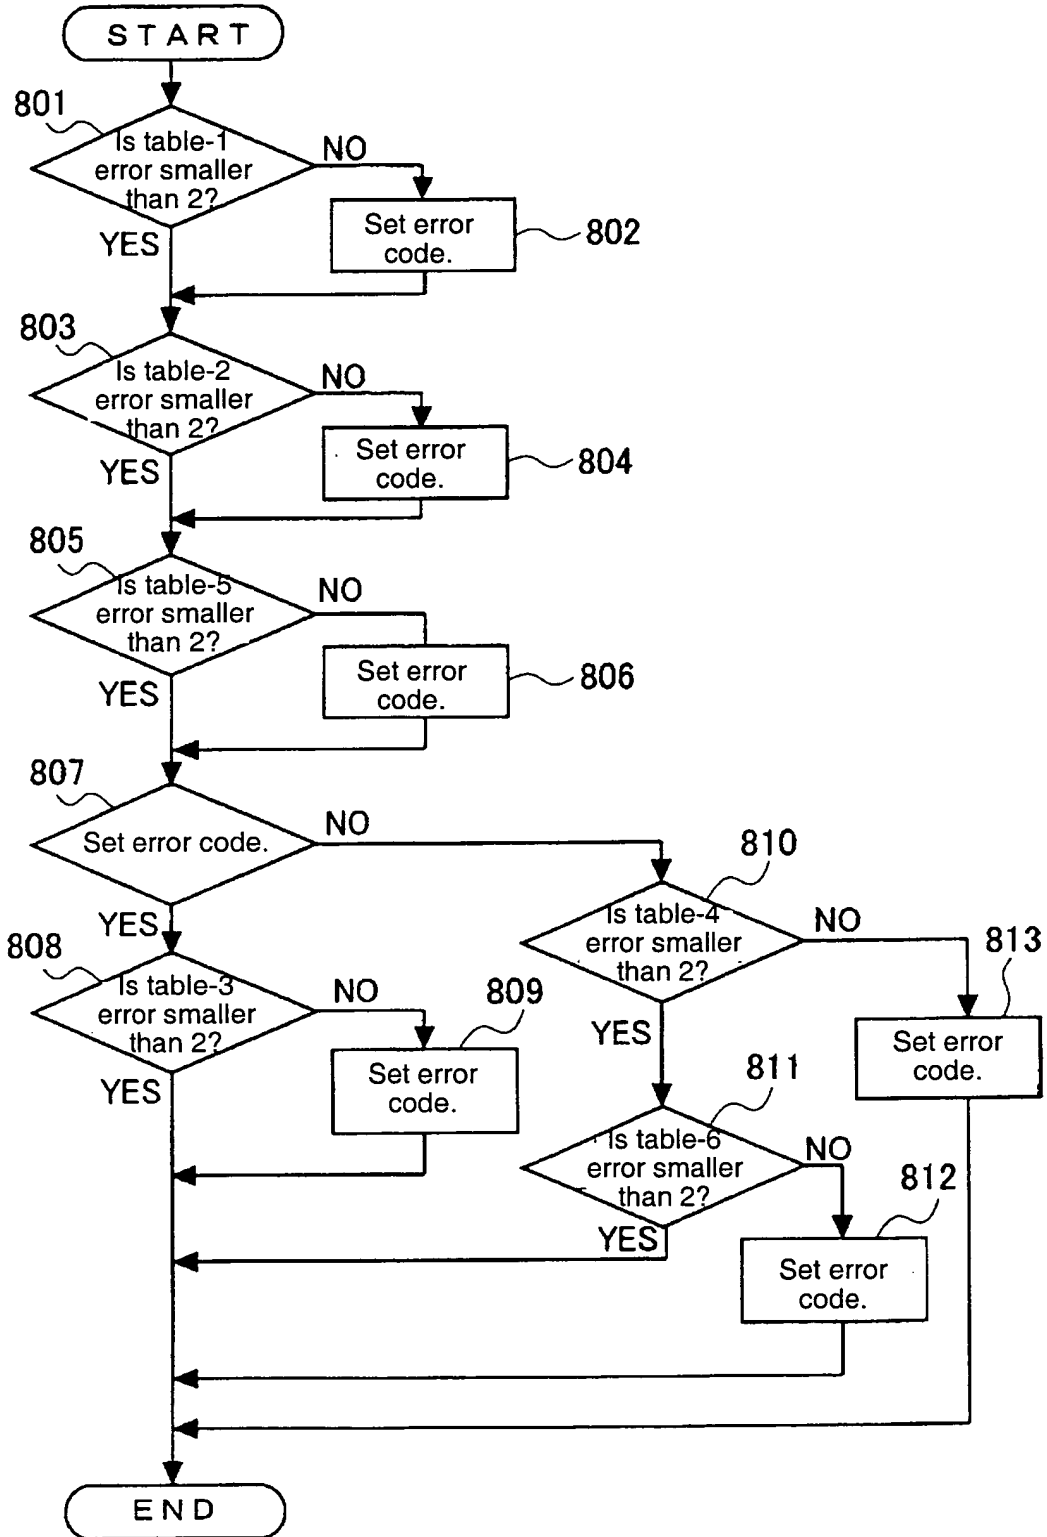 START
801
Is table-1
error smaller
than 2?
NO
YES
Set error
code.
802
803
Is table-2
error smaller
than 2?
NO
YES
Set error
code.
804
805
Is table-5
error smaller
than 2?
NO
YES
Set error
code.
806
807
Set error code.
NO
YES
808
Is table-3
error smaller
than 2?
NO
YES
809
Set error
code.
810
Is table-4
error smaller
than 2?
NO
YES
813
Set error
code.
811
Is table-6
error smaller
than 2?
NO
YES
812
Set error
code.
END